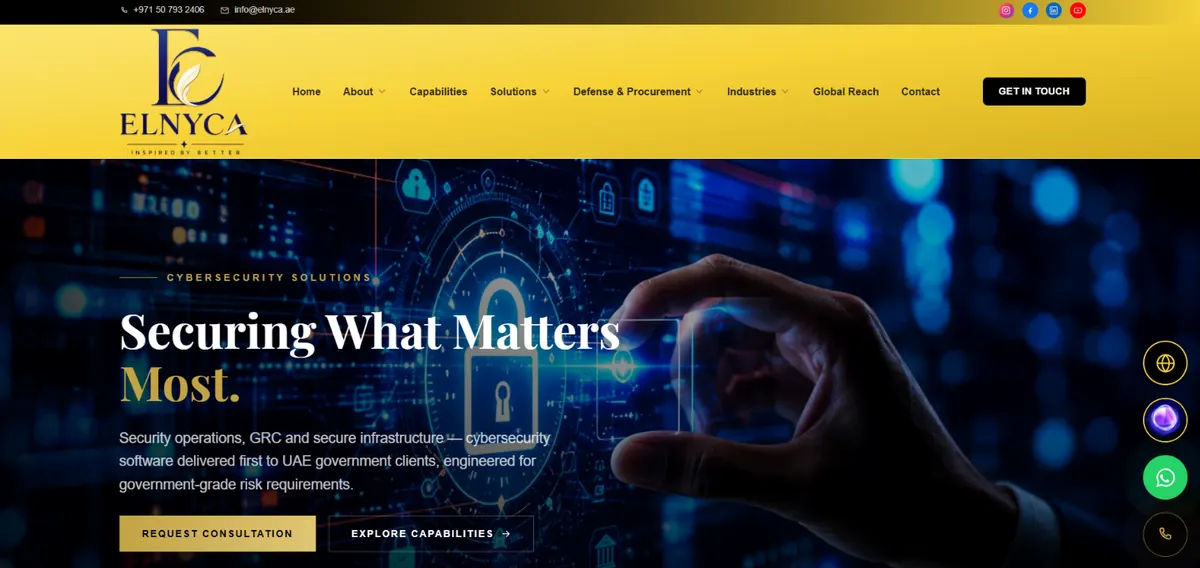 +971 50 793 2406
info@elnyca.ae
EC
ELNYCA
INSPIRED BY BETTER
Home
About
Capabilities
Solutions
Defense & Procurement
Industries
Global Reach
Contact
GET IN TOUCH
CYBERSECURITY SOLUTIONS
Securing What Matters
Most.
Security operations, GRC and secure infrastructure — cybersecurity
software delivered first to UAE government clients, engineered for
government-grade risk requirements.
REQUEST CONSULTATION
EXPLORE CAPABILITIES →